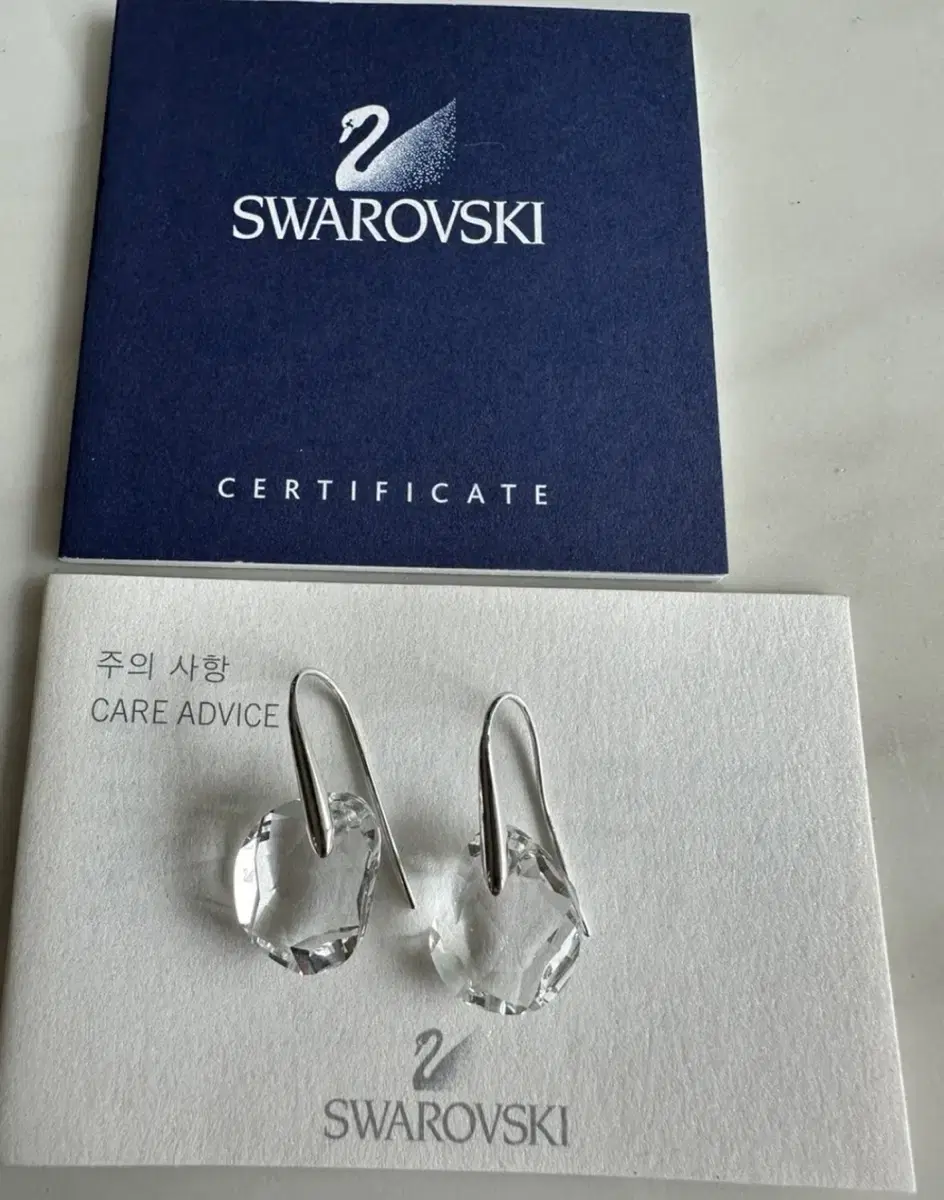 SWAROVSKI
CERTIFICATE
주의 사항
CARE ADVICE
SWAROVSKI